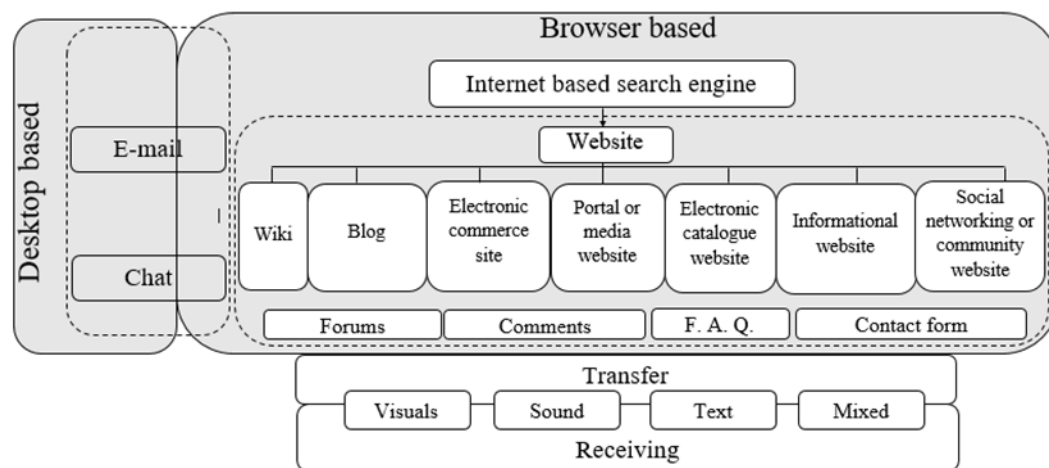 Browser based
Desktop based
Internet based search engine
Website
E-mail
Chat
Wiki
Blog
Electronic
commerce
site
Portal or
media
website
Electronic
catalogue
website
Informational
website
Social
networking or
community
website
Forums
Comments
F. A. Q.
Contact form
Transfer
Visuals
Sound
Text
Mixed
Receiving